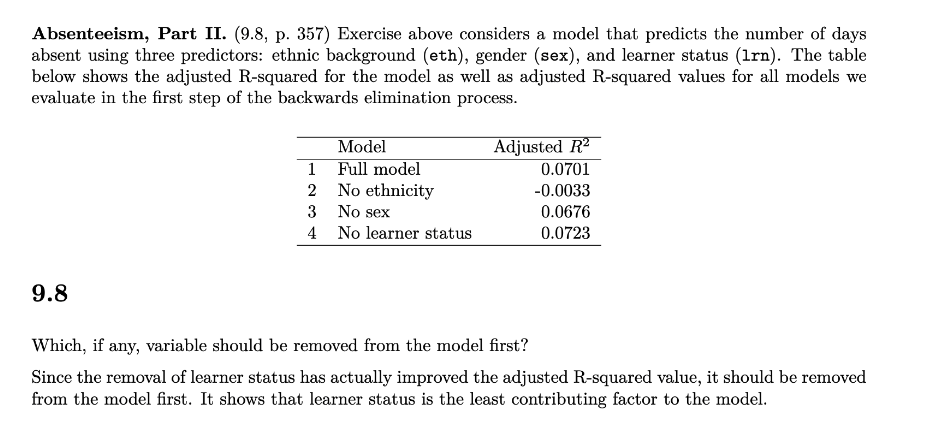 Absenteeism, Part II. (9.8, p. 357) Exercise above considers a model that predicts the number of days
absent using three predictors: ethnic background (eth), gender (sex), and learner status (lrn). The table
below shows the adjusted R-squared for the model as well as adjusted R-squared values for all models we
evaluate in the first step of the backwards elimination process.
Model Adjusted R²
1 Full model 0.0701
2 No ethnicity -0.0033
3 No sex 0.0676
4 No learner status 0.0723
9.8
Which, if any, variable should be removed from the model first?
Since the removal of learner status has actually improved the adjusted R-squared value, it should be removed
from the model first. It shows that learner status is the least contributing factor to the model.